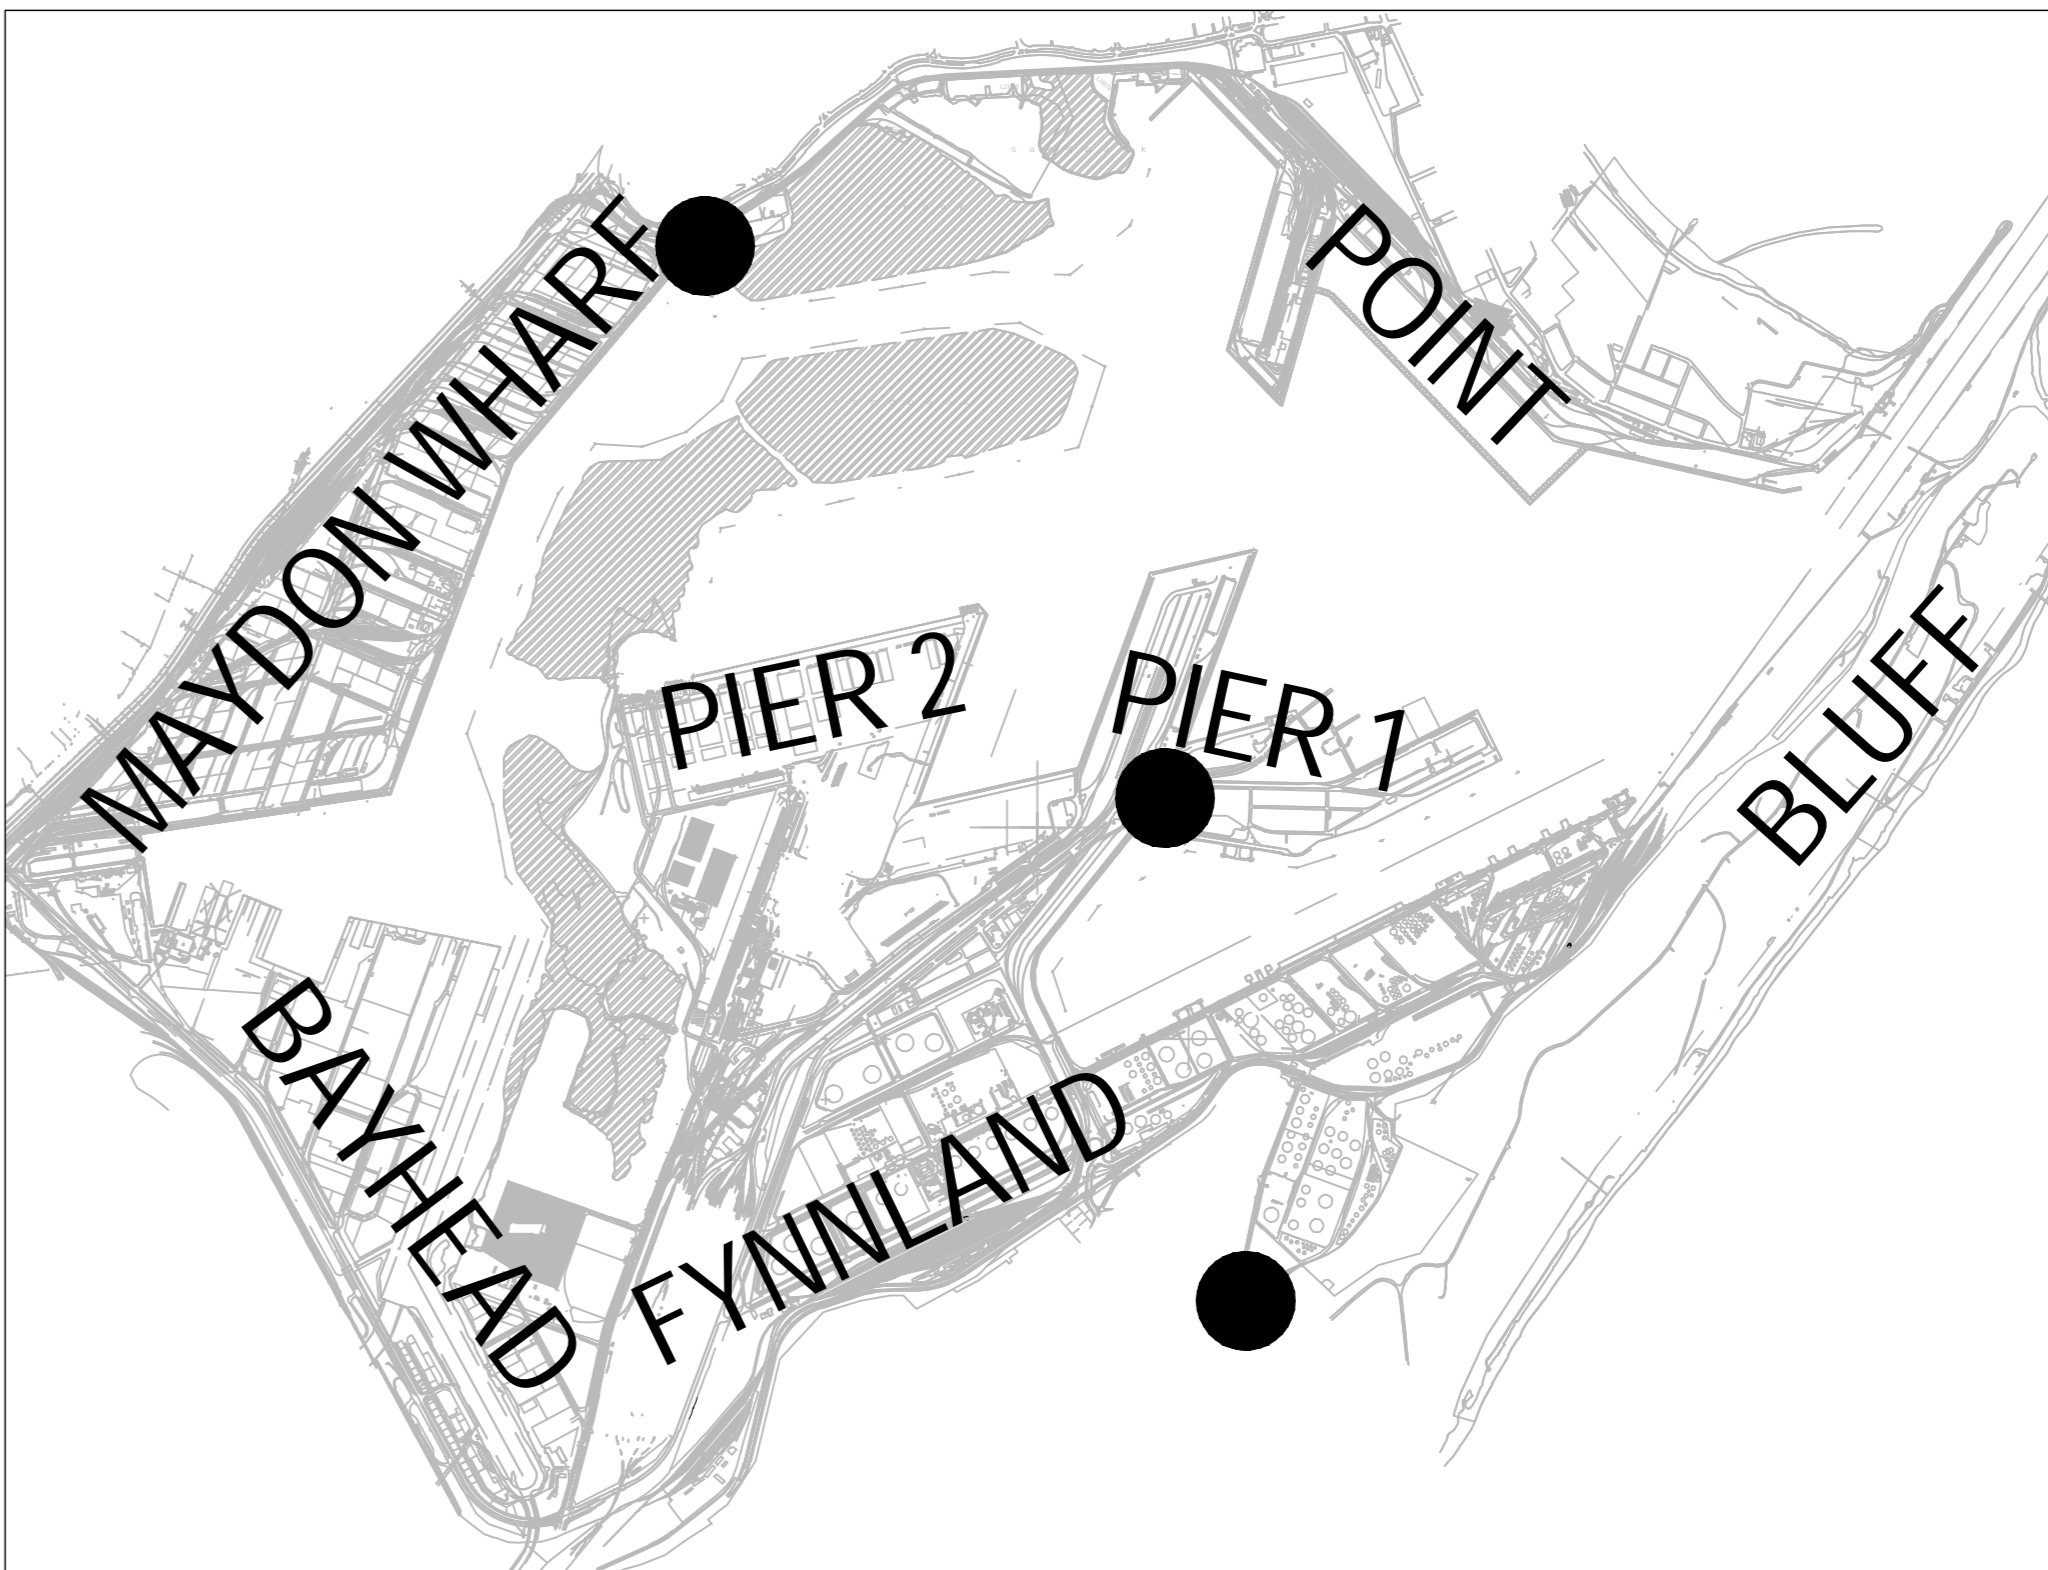 MAYDON WHARF
POINT
PIER 2
PIER 1
BLUFF
BAYHEAD
FYNNLAND